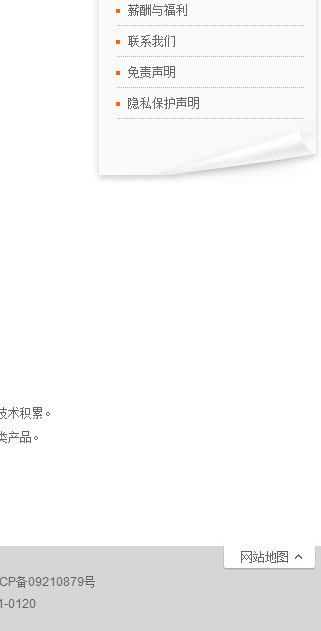 薪酬与福利
联系我们
免责声明
隐私保护声明
技术积累。
类产品。
网站地图
CP备09210879号
1-0120